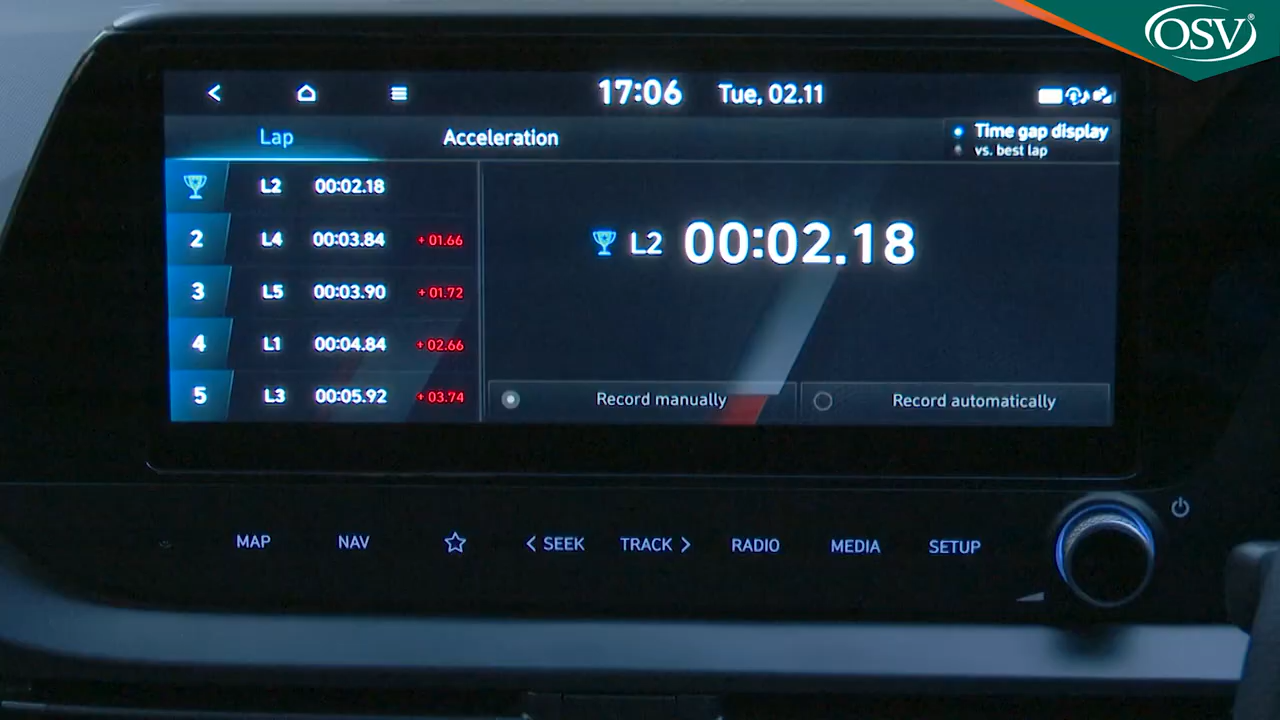 OSV®
17:06 Tue, 02.11
Lap Acceleration
Time gap display
vs. best lap
L2 00:02.18
2 L4 00:03.84 + 01.66
3 L5 00:03.90 + 01.72
4 L1 00:04.84 + 02.66
5 L3 00:05.92 + 03.74
L2 00:02.18
Record manually Record automatically
MAP NAV < SEEK TRACK > RADIO MEDIA SETUP